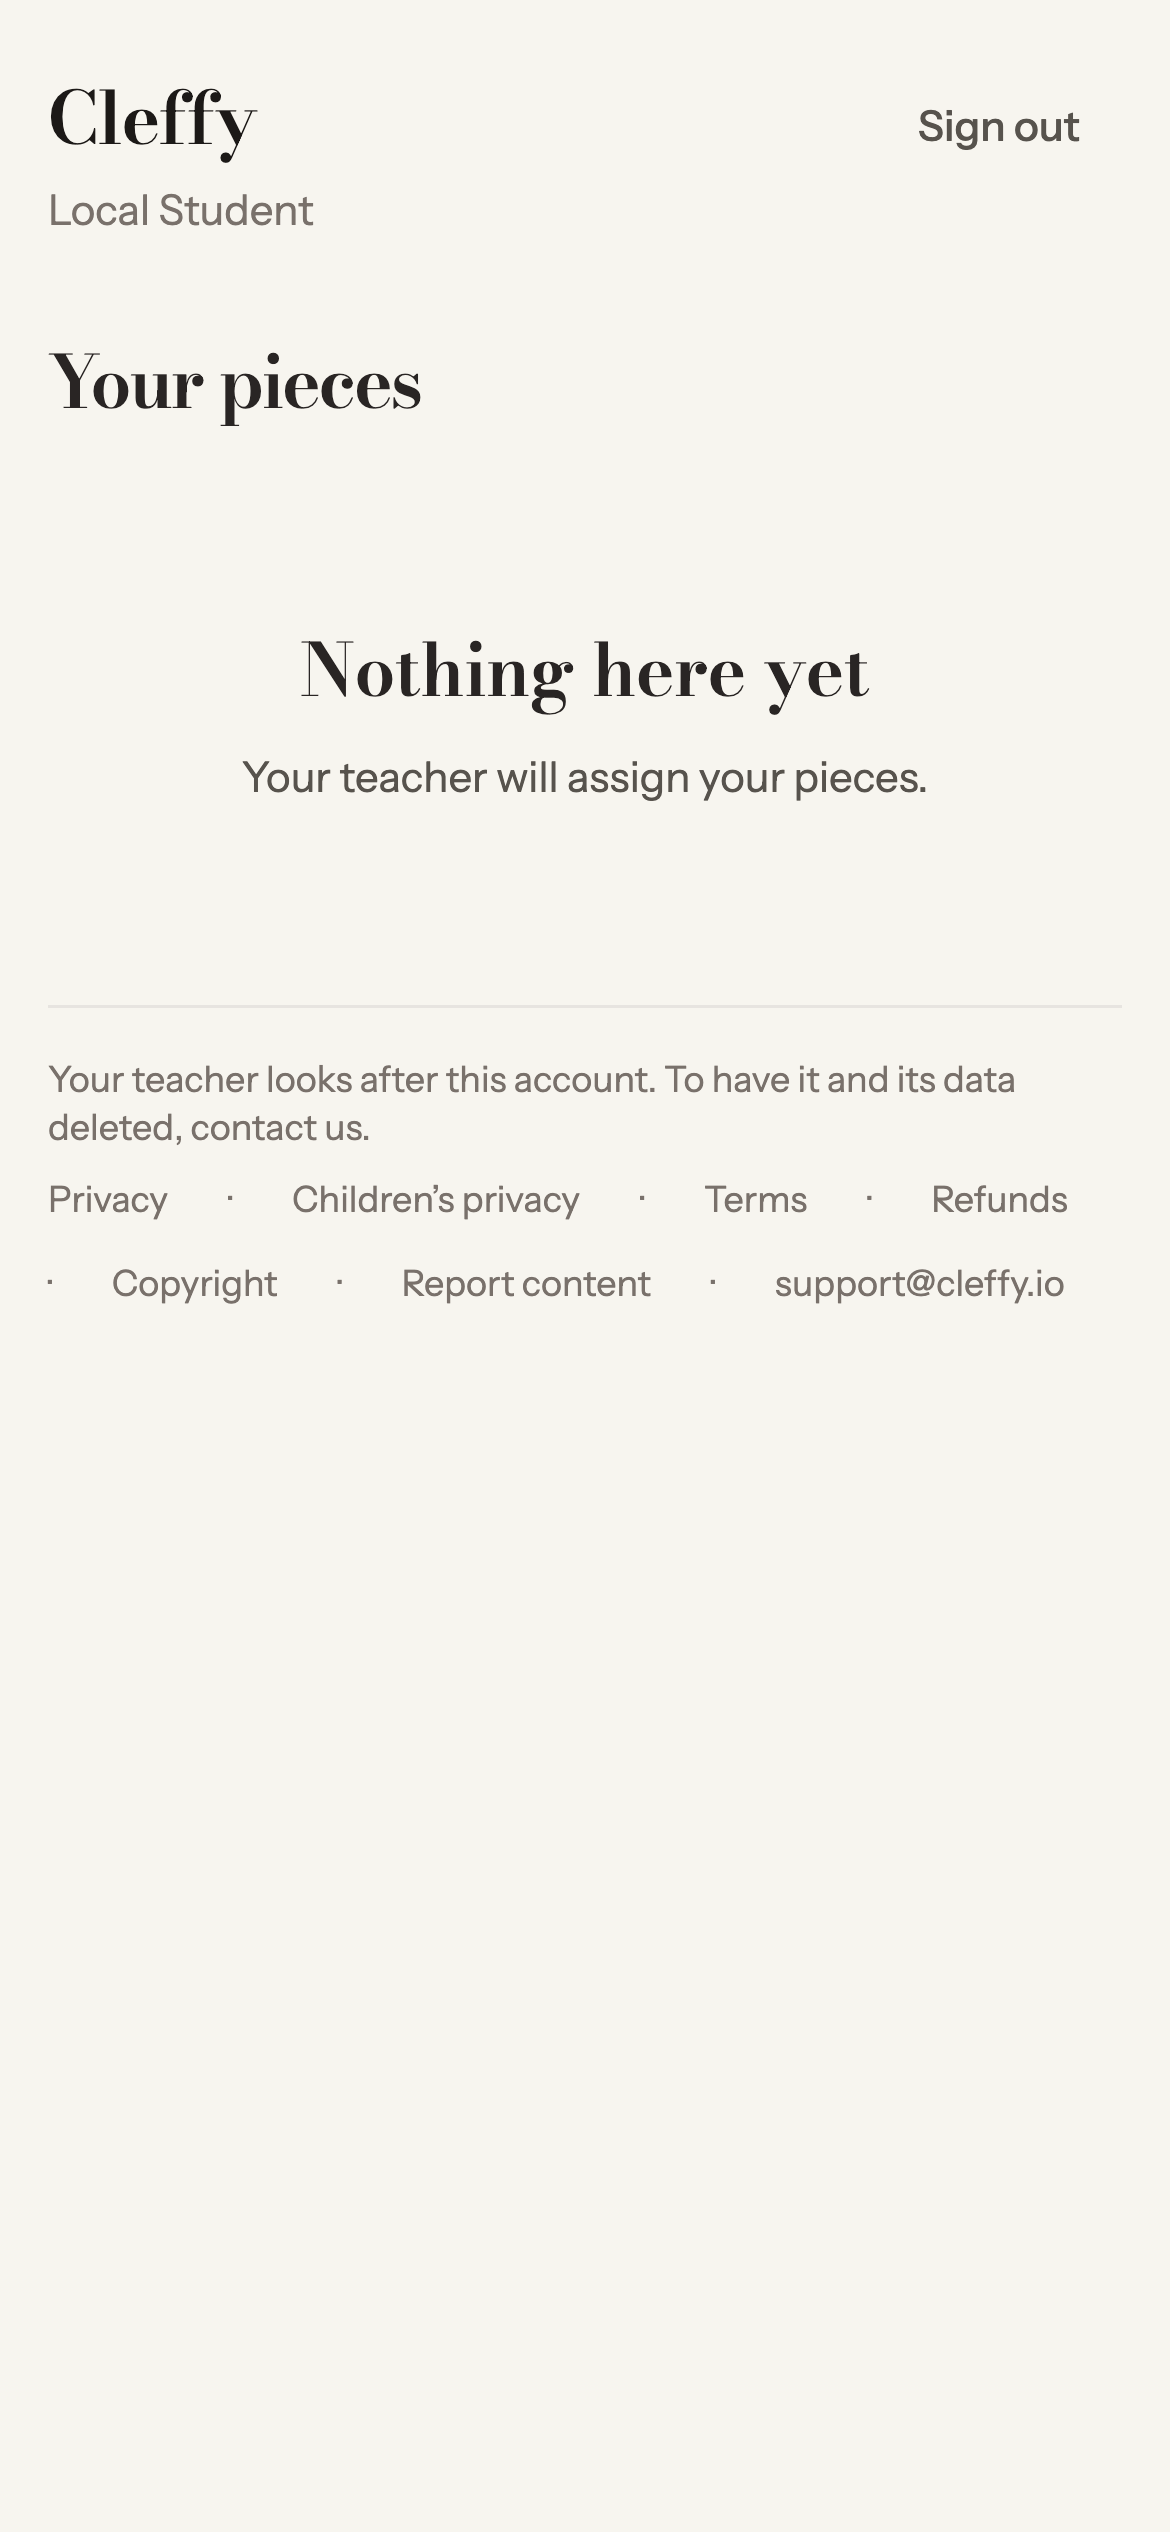 Cleffy
Sign out
Local Student
Your pieces
Nothing here yet
Your teacher will assign your pieces.
Your teacher looks after this account. To have it and its data
deleted, contact us.
Privacy · Children’s privacy · Terms · Refunds
· Copyright · Report content · support@cleffy.io